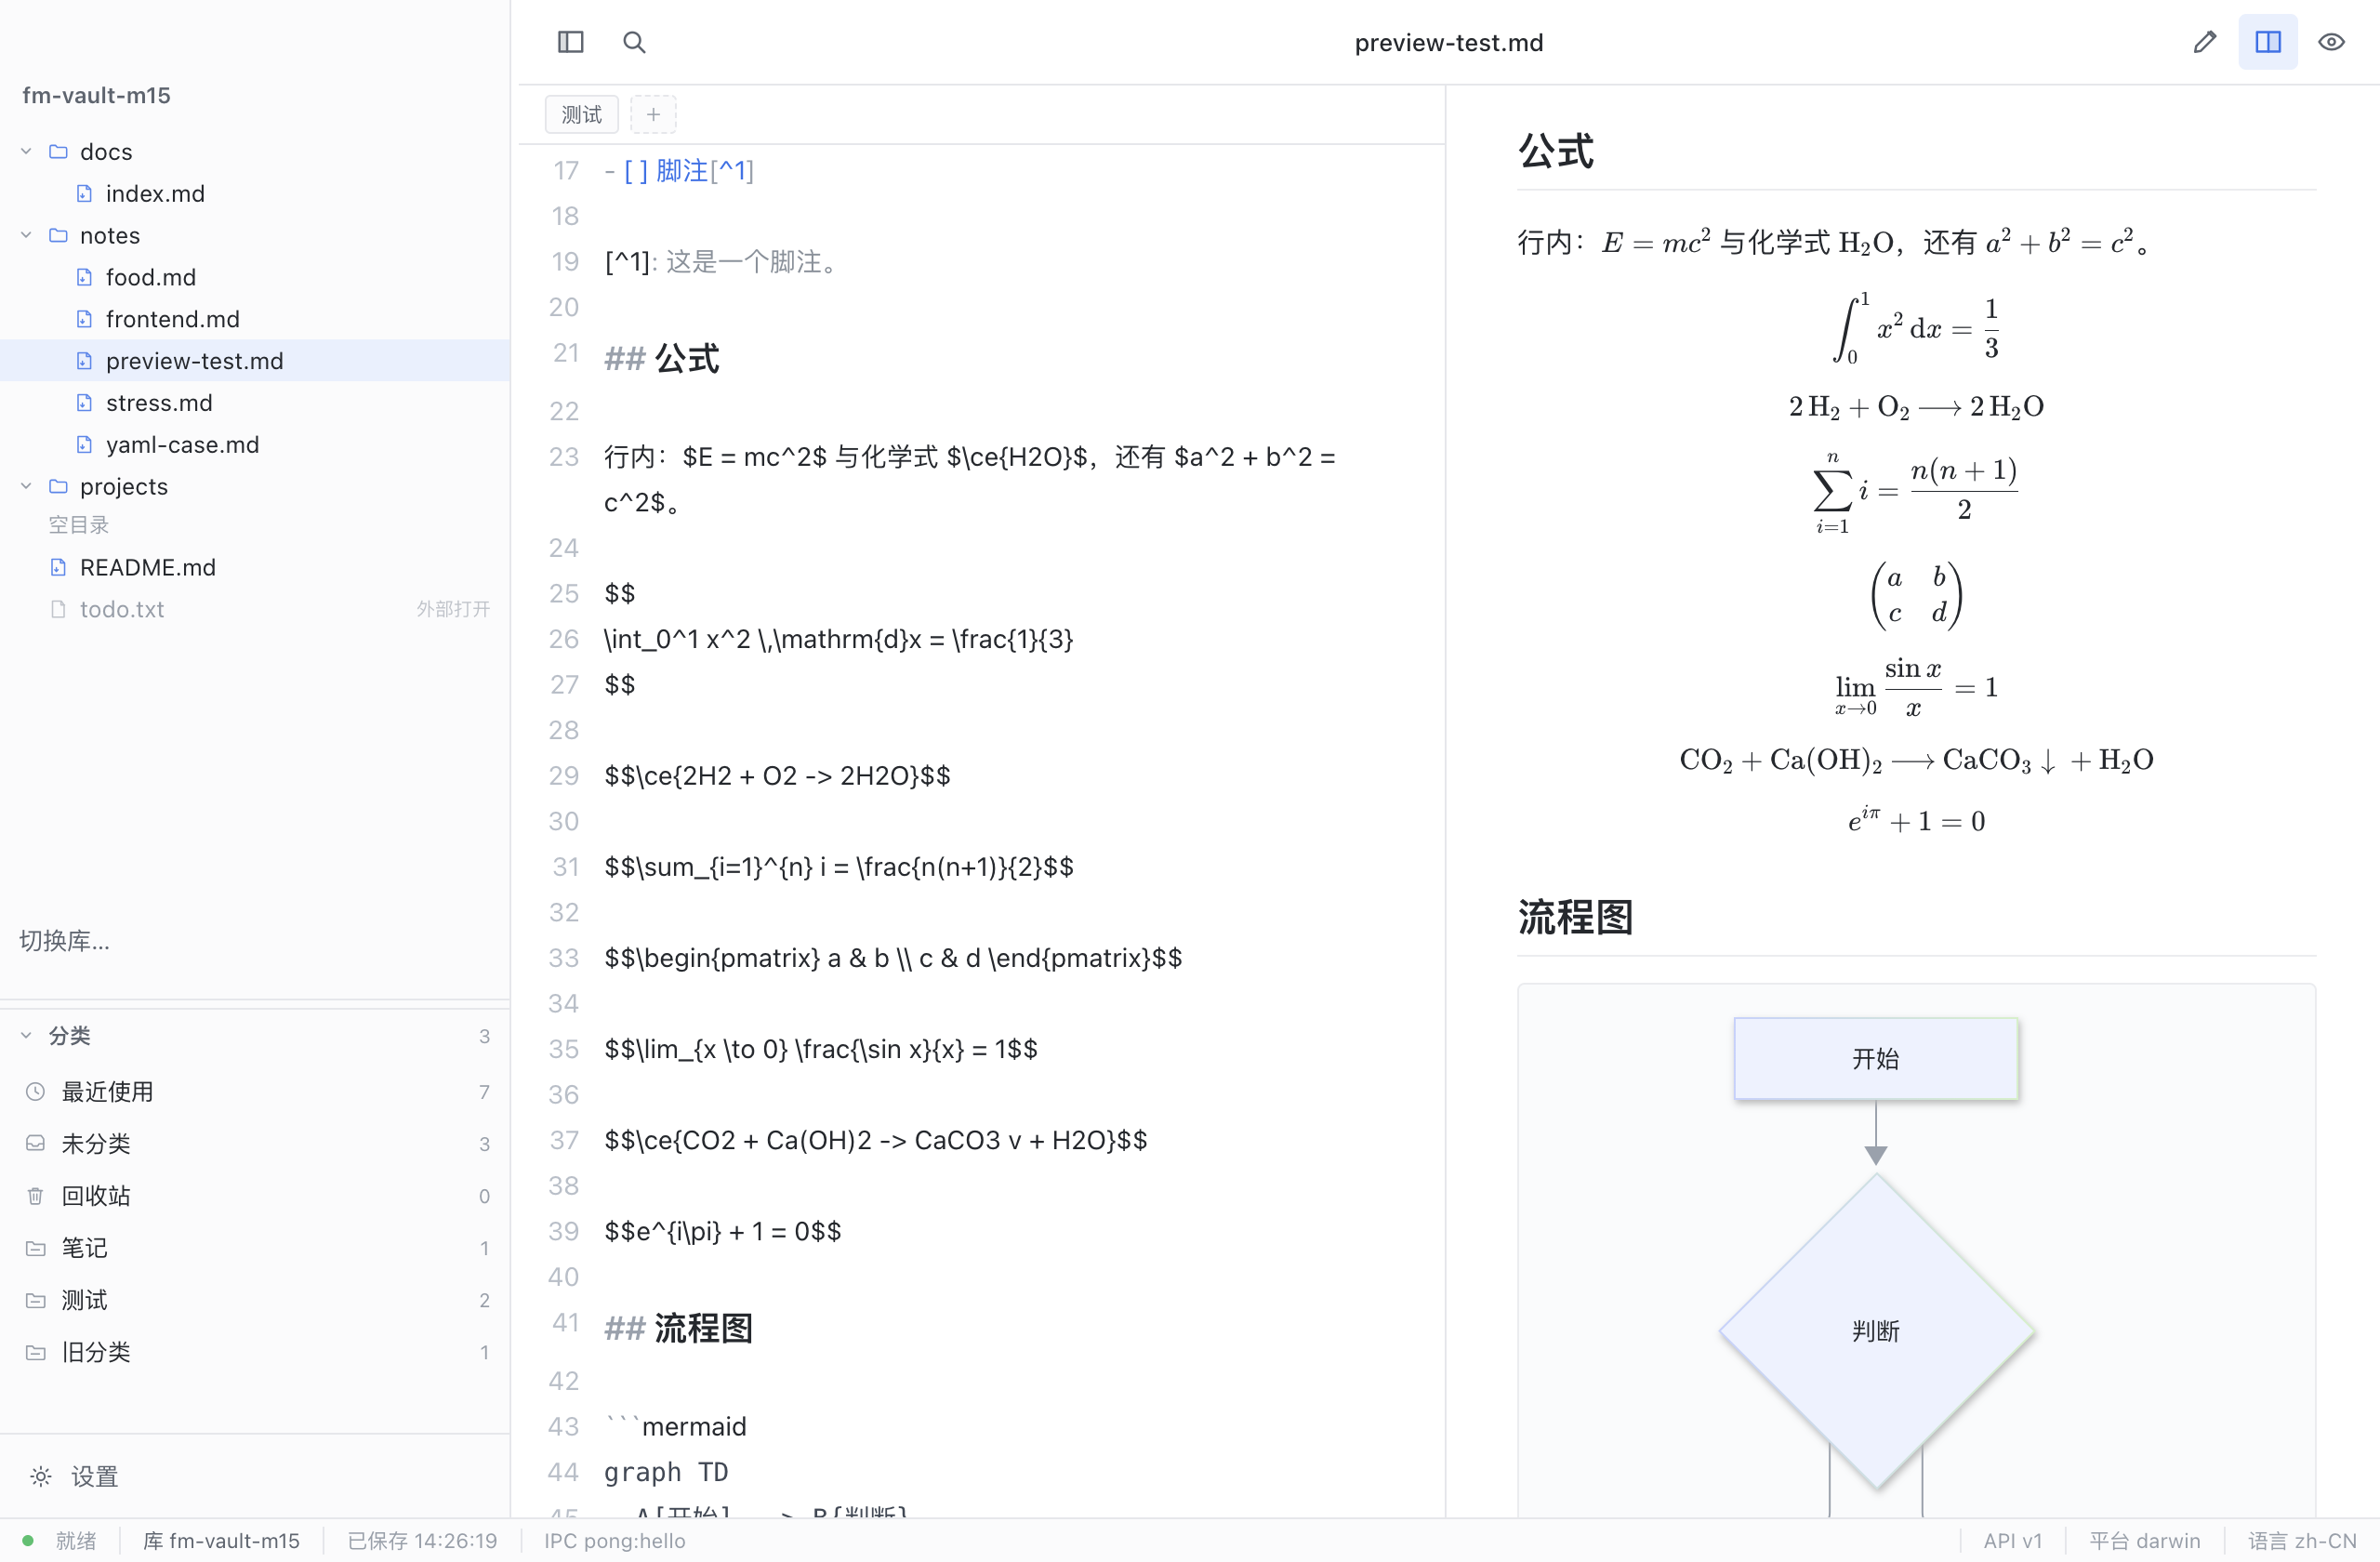 preview-test.md
fm-vault-m15
docs
index.md
notes
food.md
frontend.md
preview-test.md
stress.md
yaml-case.md
projects
空目录
README.md
todo.txt 外部打开
切换库...
分类 3
最近使用 7
未分类 3
回收站 0
笔记 1
测试 2
旧分类 1
设置
测试 +
17 - [ ] 脚注[^1]
18
19 [^1]: 这是一个脚注。
20
21 ## 公式
22
23 行内：$E = mc^2$ 与化学式 $\ce{H2O}$，还有 $a^2 + b^2 =
c^2$。
24
25 $$
26 \int_0^1 x^2 \,\mathrm{d}x = \frac{1}{3}
27 $$
28
29 $$\ce{2H2 + O2 -> 2H2O}$$
30
31 $$\sum_{i=1}^{n} i = \frac{n(n+1)}{2}$$
32
33 $$\begin{pmatrix} a & b \\ c & d \end{pmatrix}$$
34
35 $$\lim_{x \to 0} \frac{\sin x}{x} = 1$$
36
37 $$\ce{CO2 + Ca(OH)2 -> CaCO3 v + H2O}$$
38
39 $$e^{i\pi} + 1 = 0$$
40
41 ## 流程图
42
43 ```mermaid
44 graph TD
45 A[开始] --> B{判断}
公式
行内：E = mc² 与化学式 H₂O，还有 a² + b² = c²。
∫₀¹ x² dx = 1/3
2 H₂ + O₂ ⟶ 2 H₂O
∑ᵢ₌₁ⁿ i = n(n + 1)/2
(a b
c d)
lim x→0 sin x/x = 1
CO₂ + Ca(OH)₂ ⟶ CaCO₃ ↓ + H₂O
e^{iπ} + 1 = 0
流程图
开始
判断
就绪 库 fm-vault-m15 已保存 14:26:19 IPC pong:hello API v1 平台 darwin 语言 zh-CN